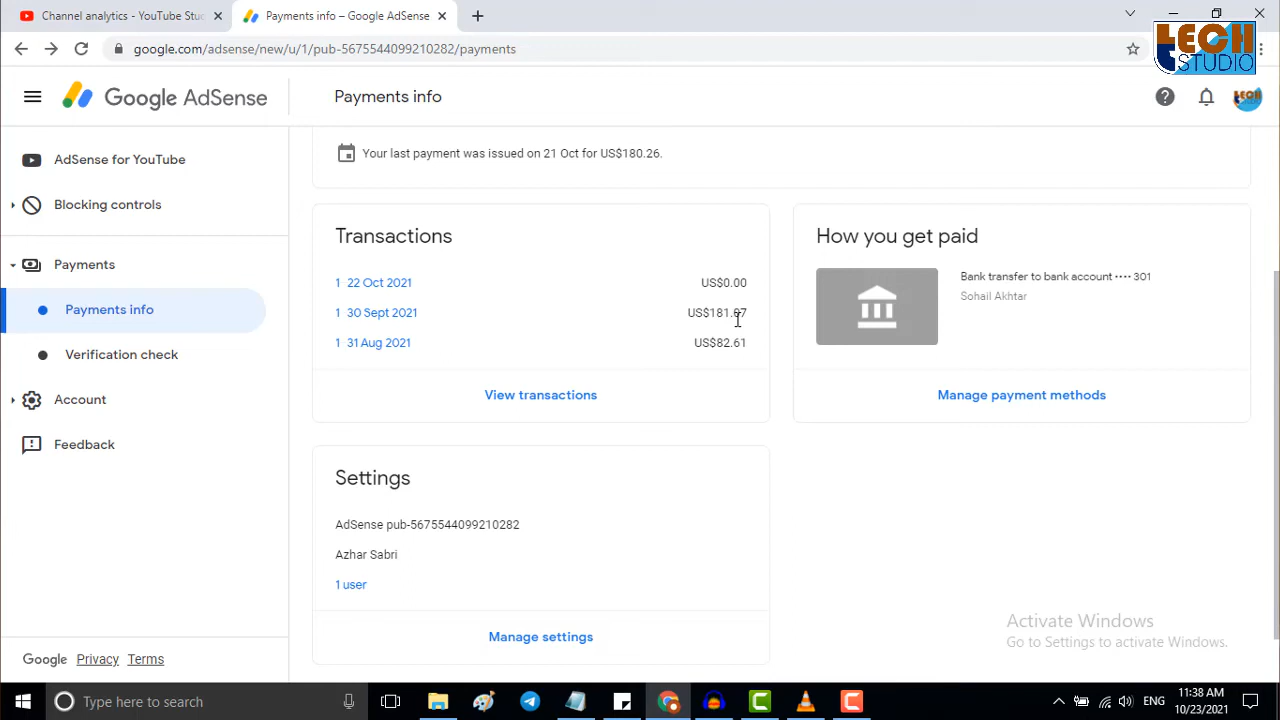 Channel analytics - YouTube Stud
Payments info – Google AdSense
google.com/adsense/new/u/1/pub-5675544099210282/payments
LECH
STUDIO
Google AdSense
Payments info
AdSense for YouTube
Blocking controls
Payments
Payments info
Verification check
Account
Feedback
Google Privacy Terms
Your last payment was issued on 21 Oct for US$180.26.
Transactions
1 22 Oct 2021 US$0.00
1 30 Sept 2021
1 31 Aug 2021 US$82.61
View transactions
How you get paid
Bank transfer to bank account •••• 301
Sohail Akhtar
Manage payment methods
Settings
AdSense pub-5675544099210282
Azhar Sabri
1 user
Manage settings
Activate Windows
Go to Settings to activate Windows.
Type here to search
ENG
11:38 AM
10/23/2021